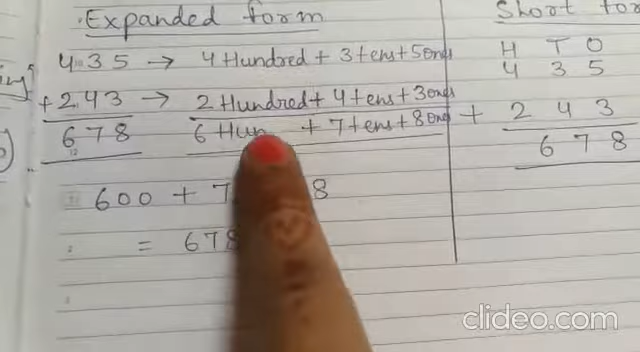 Expanded form
435 → 4 Hundred + 3 tens + 5 ones
+ 243 → 2 Hundred + 4 tens + 3 ones
678 6 Hun + 7 tens + 8 ones
600 + 7 8
= 678
Short for
H T O
4 3 5
+ 2 4 3
6 7 8
clideo.com